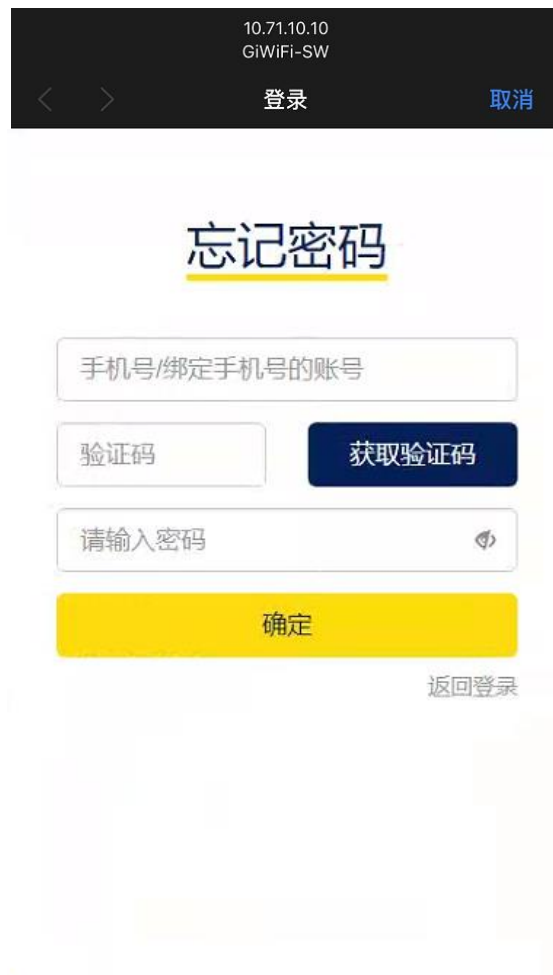 10.71.10.10
GiWiFi-SW
登录
取消
忘记密码
手机号/绑定手机号的账号
验证码
获取验证码
请输入密码
确定
返回登录